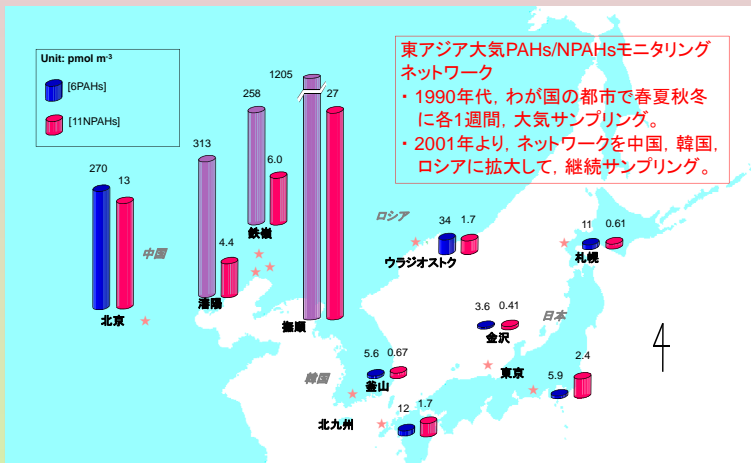 Unit: pmol m-3
[6PAHs]
[11NPAHs]
東アジア大気PAHs/NPAHsモニタリング
ネットワーク
・ 1990年代，わが国の都市で春夏秋冬
に各1週間，大気サンプリング。
・ 2001年より，ネットワークを中国，韓国，
ロシアに拡大して，継続サンプリング。
1205
27
258
6.0
鉄嶺
313
4.4
瀋陽
撫順
270
13
北京
中国
ロシア
34
1.7
ウラジオストク
11
0.61
札幌
3.6
0.41
金沢
日本
5.6
0.67
釜山
韓国
東京
5.9
2.4
12
1.7
北九州